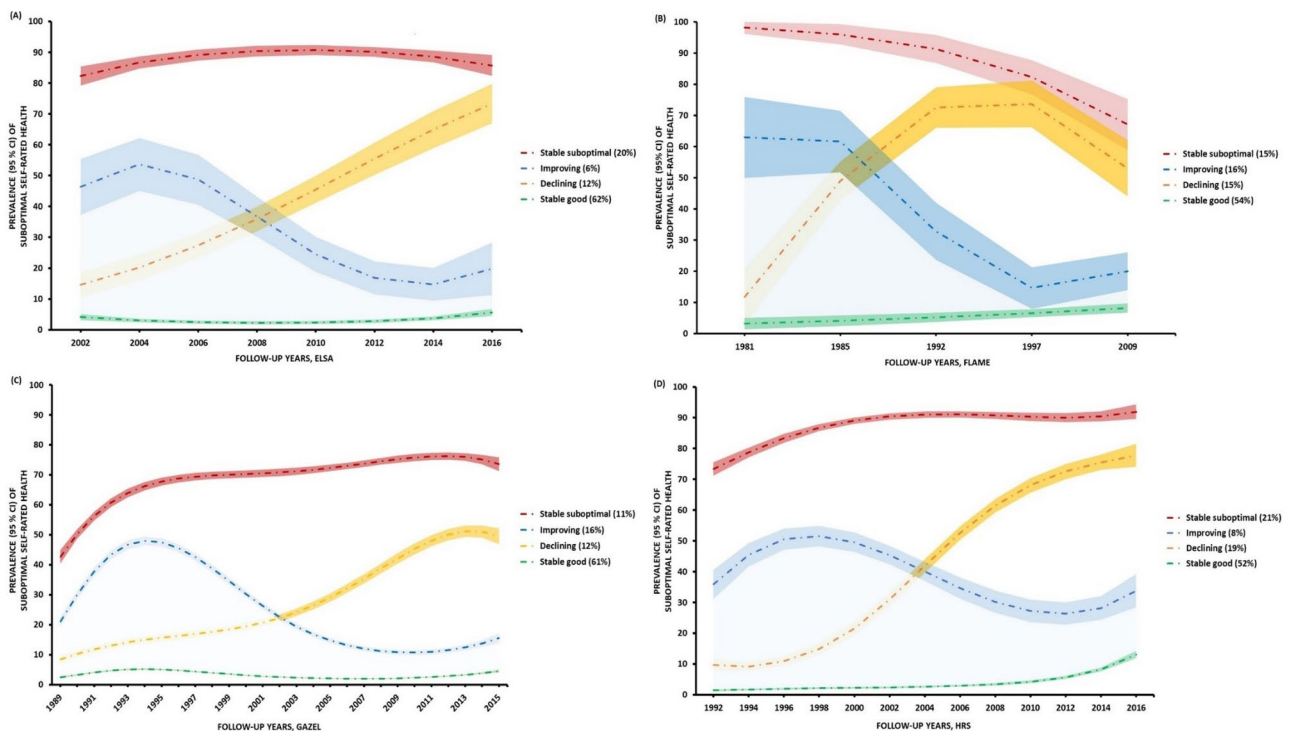 (A)
PREVALENCE (95 % CI) OF
SUBOPTIMAL SELF-RATED HEALTH
100
90
80
70
60
50
40
30
20
10
0
2002 2004 2006 2008 2010 2012 2014 2016
FOLLOW-UP YEARS, ELSA
Stable suboptimal (20%)
Improving (6%)
Declining (12%)
Stable good (62%)
(B)
PREVALENCE (95% CI) OF
SUBOPTIMAL SELF-RATED HEALTH
100
90
80
70
60
50
40
30
20
10
0
1981 1985 1992 1997 2009
FOLLOW-UP YEARS, FLAME
Stable suboptimal (15%)
Improving (16%)
Declining (15%)
Stable good (54%)
(C)
PREVALENCE (95 % CI) OF
SUBOPTIMAL SELF-RATED HEALTH
100
90
80
70
60
50
40
30
20
10
0
1989 1991 1993 1995 1997 1999 2001 2003 2005 2007 2009 2011 2013 2015
FOLLOW-UP YEARS, GAZEL
Stable suboptimal (11%)
Improving (16%)
Declining (12%)
Stable good (61%)
(D)
PREVALENCE (95 % CI) OF
SUBOPTIMAL SELF-RATED HEALTH
100
90
80
70
60
50
40
30
20
10
0
1992 1994 1996 1998 2000 2002 2004 2006 2008 2010 2012 2014 2016
FOLLOW-UP YEARS, HRS
Stable suboptimal (21%)
Improving (8%)
Declining (19%)
Stable good (52%)